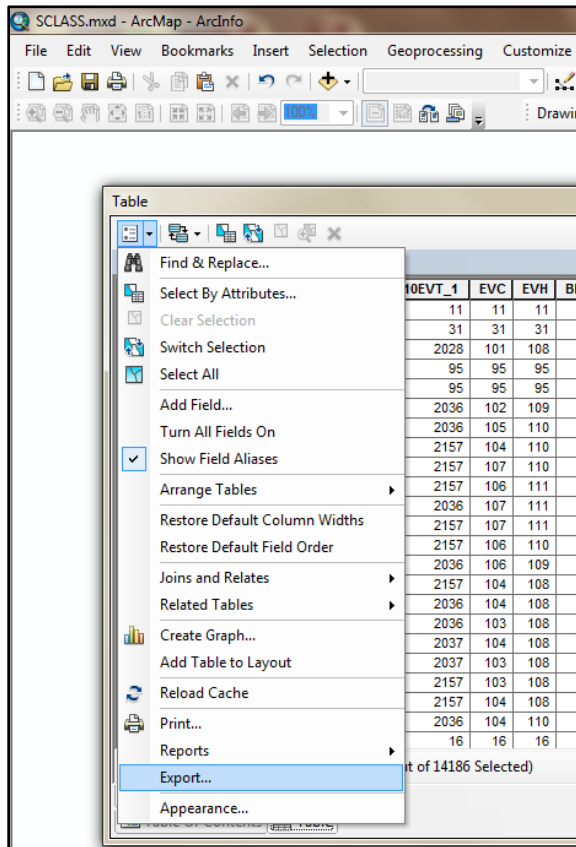 SCLASS.mxd - ArcMap - ArcInfo
File Edit View Bookmarks Insert Selection Geoprocessing Customize
100%
Drawin
Table
Find & Replace...
Select By Attributes...
Clear Selection
Switch Selection
Select All
Add Field...
Turn All Fields On
Show Field Aliases
Arrange Tables
Restore Default Column Widths
Restore Default Field Order
Joins and Relates
Related Tables
Create Graph...
Add Table to Layout
Reload Cache
Print...
Reports
Export...
Appearance...
10EVT_1 EVC EVH
11 11 11
31 31 31
2028 101 108
95 95 95
95 95 95
2036 102 109
2036 105 110
2157 104 110
2157 107 110
2157 106 111
2036 107 111
2157 107 111
2157 106 110
2036 106 109
2157 104 108
2036 104 108
2036 103 108
2037 104 108
2037 103 108
2157 103 108
2157 104 108
2036 104 110
16 16 16
of 14186 Selected)
Table Of Contents Table